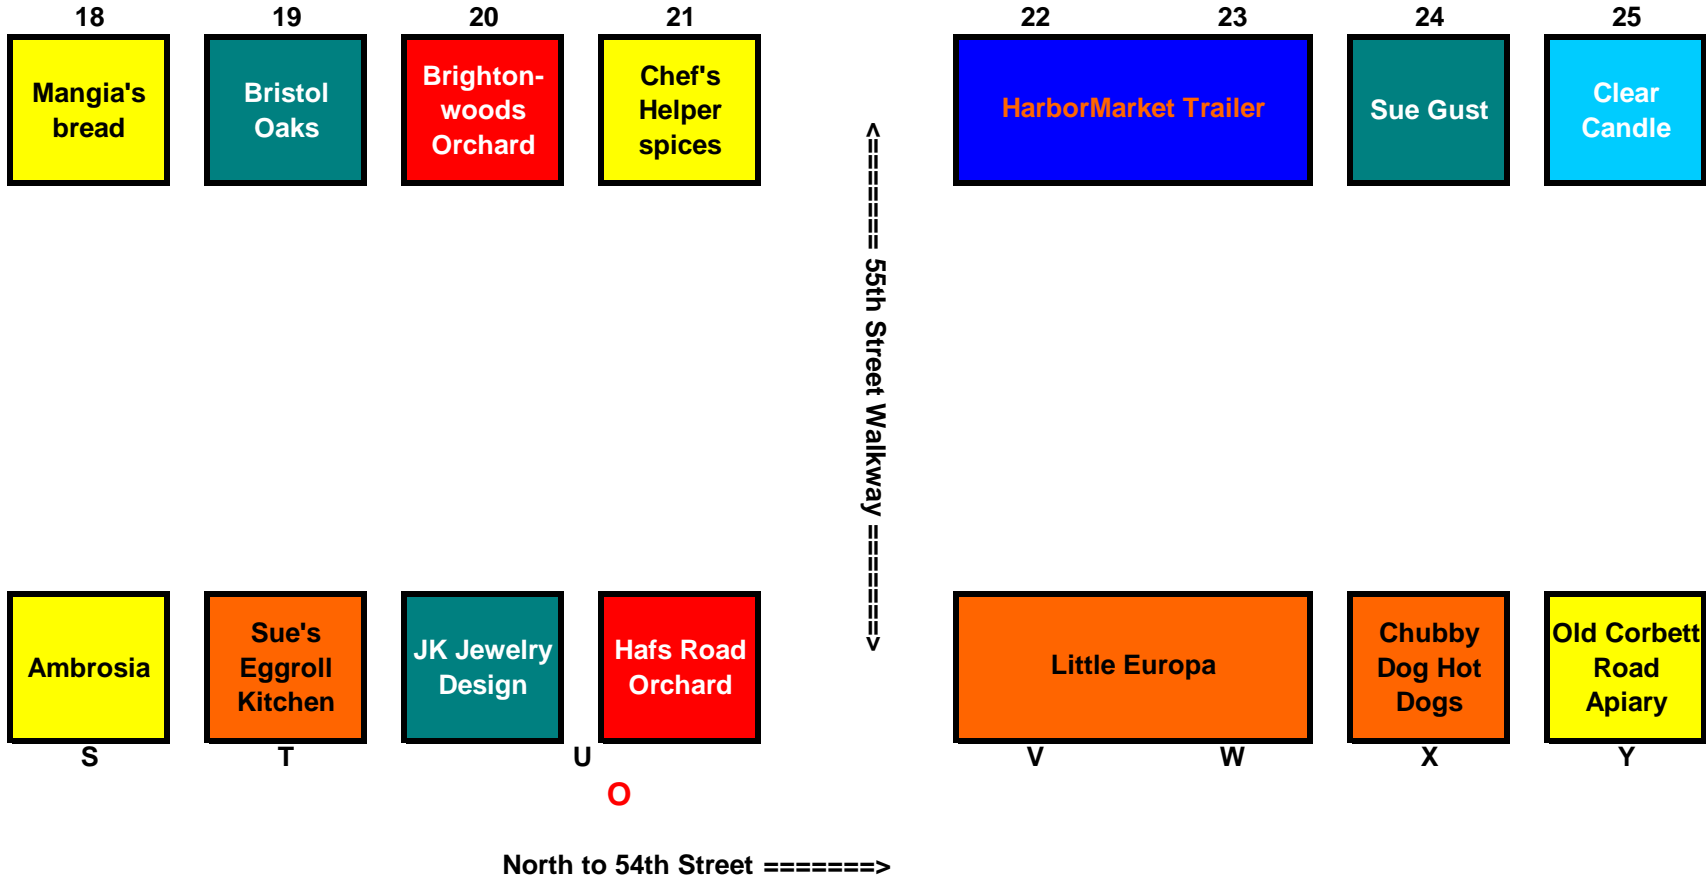 18 19 20 21 22 23 24 25
Mangia's
bread
Bristol
Oaks
Brighton-
woods
Orchard
Chef's
Helper
spices
HarborMarket Trailer
Sue Gust
Clear
Candle
<======== 55th Street Walkway ========>
Ambrosia
Sue's
Eggroll
Kitchen
JK Jewelry
Design
Hafs Road
Orchard
Little Europa
Chubby
Dog Hot
Dogs
Old Corbett
Road
Apiary
S T U V W X Y
O
North to 54th Street =======>